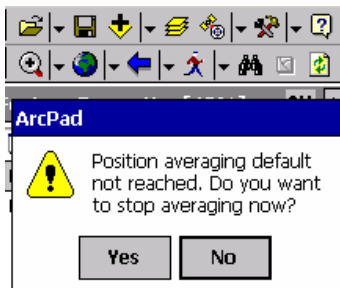 ArcPad
Position averaging default
not reached. Do you want
to stop averaging now?
Yes No